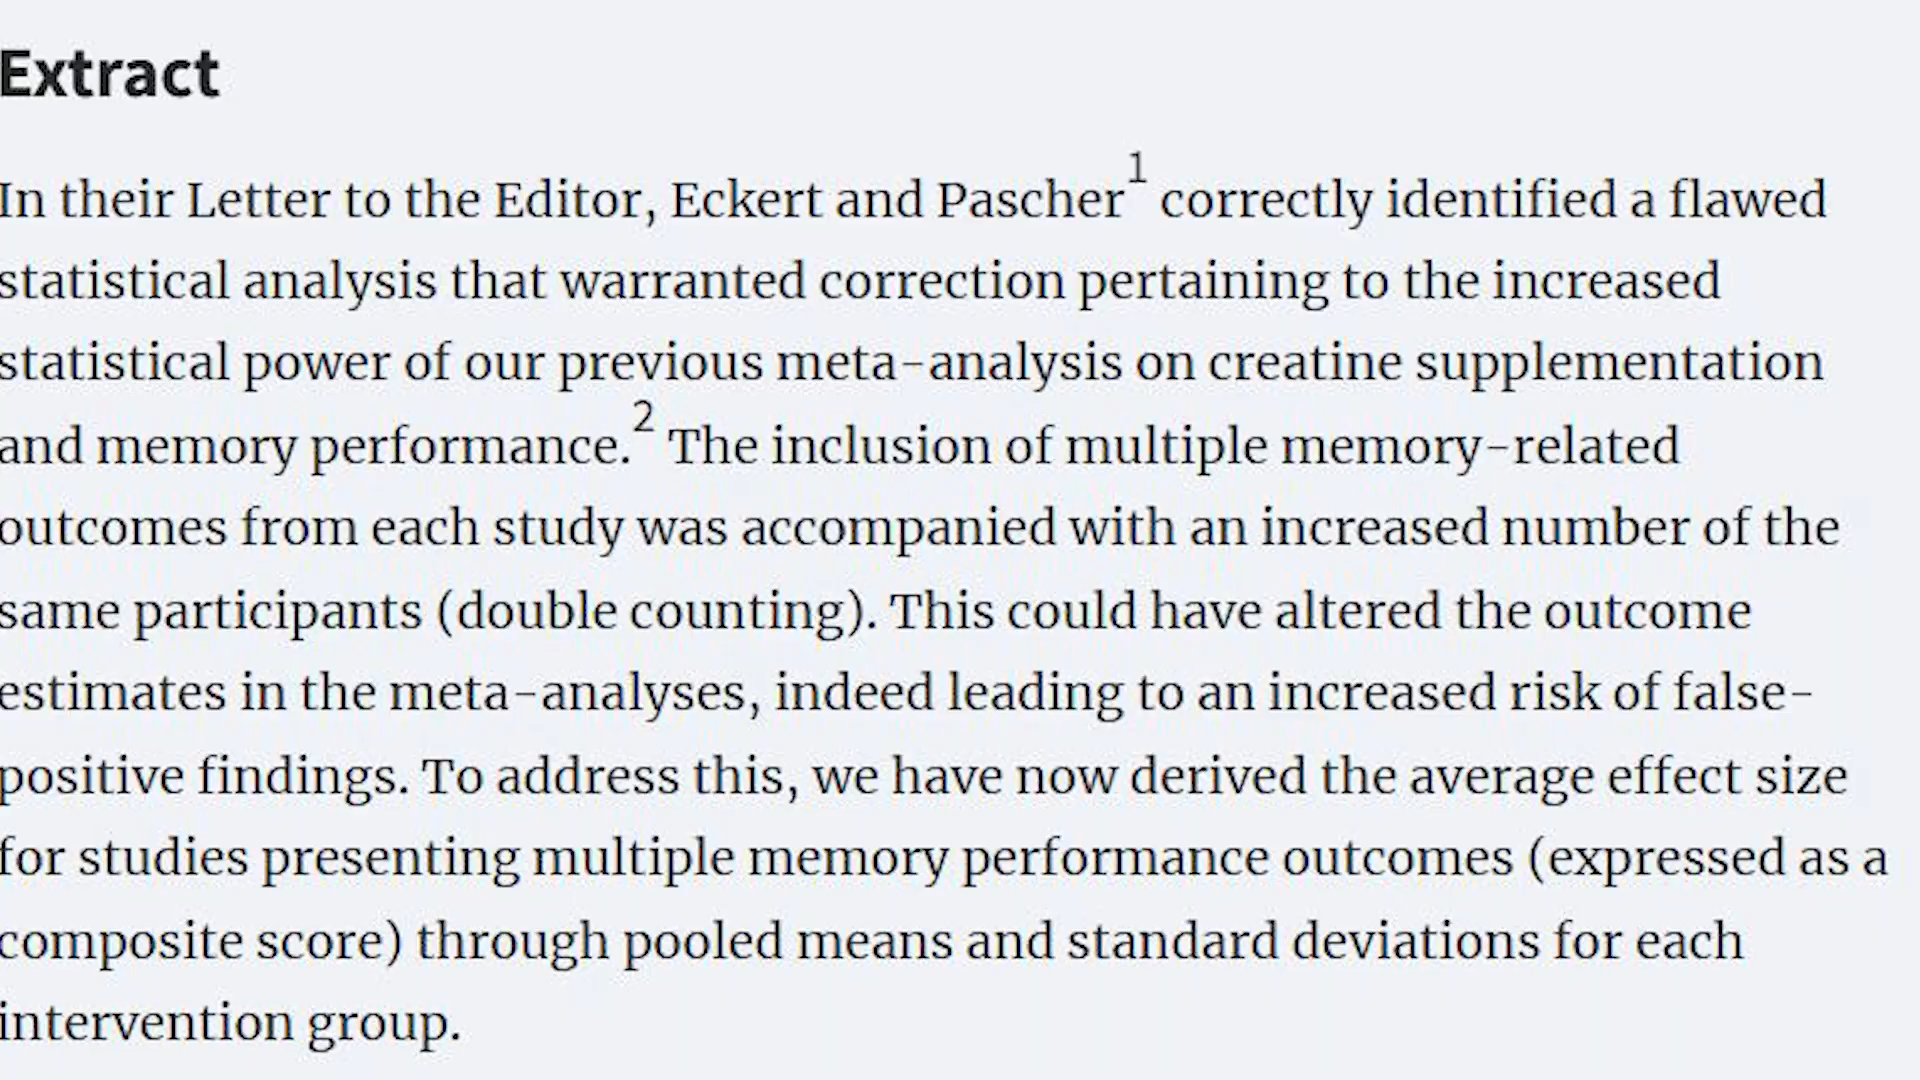 Extract
In their Letter to the Editor, Eckert and Pascher1 correctly identified a flawed
statistical analysis that warranted correction pertaining to the increased
statistical power of our previous meta-analysis on creatine supplementation
and memory performance.2 The inclusion of multiple memory-related
outcomes from each study was accompanied with an increased number of the
same participants (double counting). This could have altered the outcome
estimates in the meta-analyses, indeed leading to an increased risk of false-
positive findings. To address this, we have now derived the average effect size
for studies presenting multiple memory performance outcomes (expressed as a
composite score) through pooled means and standard deviations for each
intervention group.